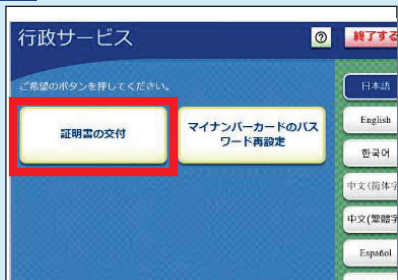 行政サービス
?
終了する
ご希望のボタンを押してください。
日本語
証明書の交付
マイナンバーカードのパス
ワード再設定
English
한국어
中文(简体字
中文(繁體字
Español